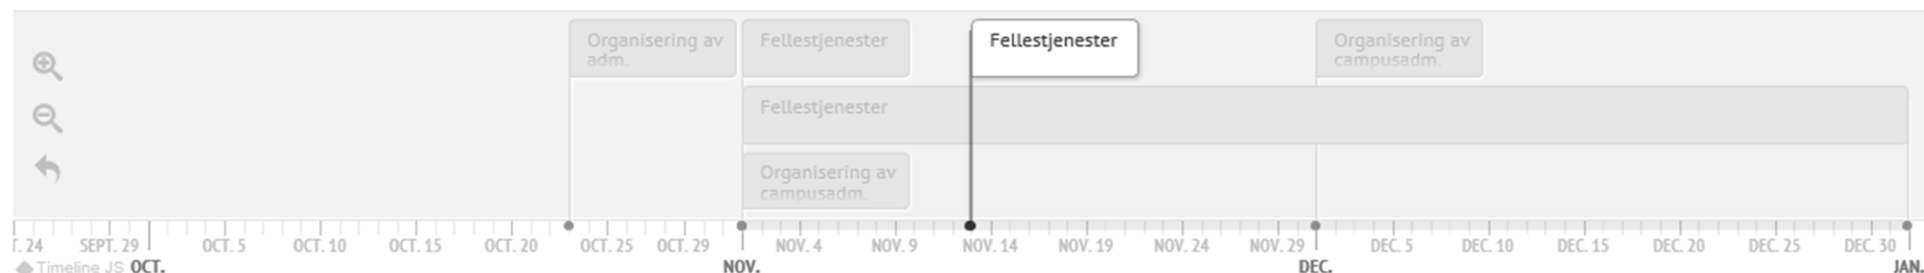 Organisering av
adm.
Fellestjenester
Fellestjenester
Organisering av
campusadm.
Fellestjenester
Organisering av
campusadm.
T. 24 SEPT. 29 OCT. 5 OCT. 10 OCT. 15 OCT. 20 OCT. 25 OCT. 29 NOV. 4 NOV. 9 NOV. 14 NOV. 19 NOV. 24 NOV. 29 DEC. 5 DEC. 10 DEC. 15 DEC. 20 DEC. 25 DEC. 30
Timeline JS OCT. NOV. DEC. JAN.